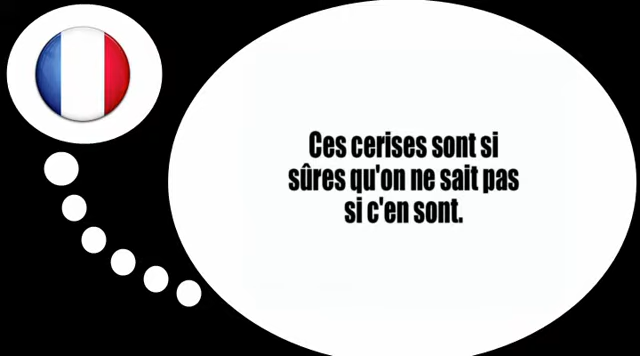 Ces cerises sont si
sûres qu'on ne sait pas
si c'en sont.